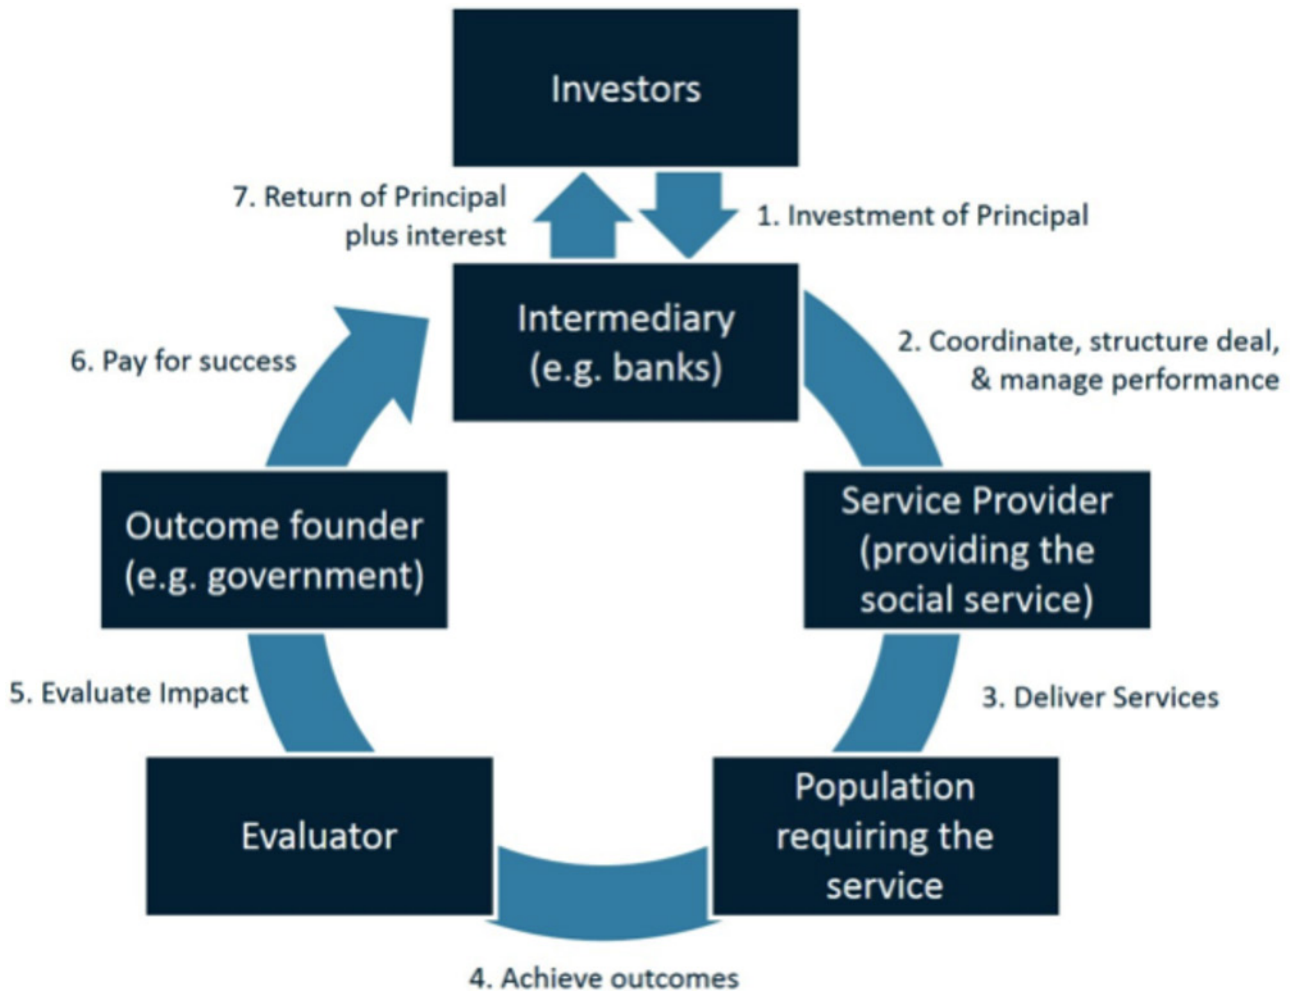 Investors
7. Return of Principal
plus interest
1. Investment of Principal
Intermediary
(e.g. banks)
2. Coordinate, structure deal,
& manage performance
6. Pay for success
Service Provider
(providing the
social service)
Outcome founder
(e.g. government)
3. Deliver Services
5. Evaluate Impact
Population
requiring the
service
Evaluator
4. Achieve outcomes